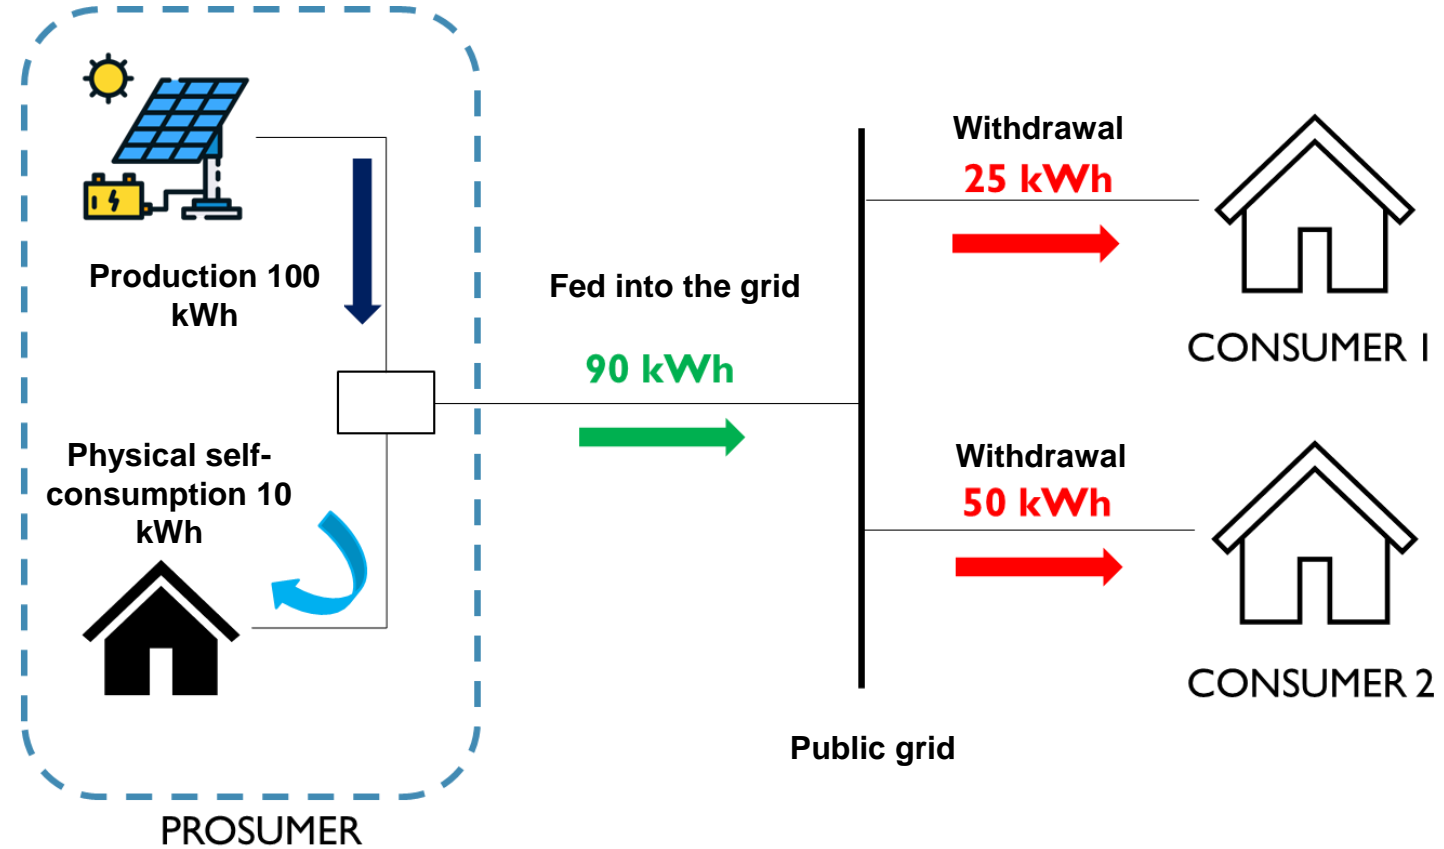 Production 100
kWh
Physical self-
consumption 10
kWh
PROSUMER
Fed into the grid
90 kWh
Public grid
Withdrawal
25 kWh
CONSUMER 1
Withdrawal
50 kWh
CONSUMER 2